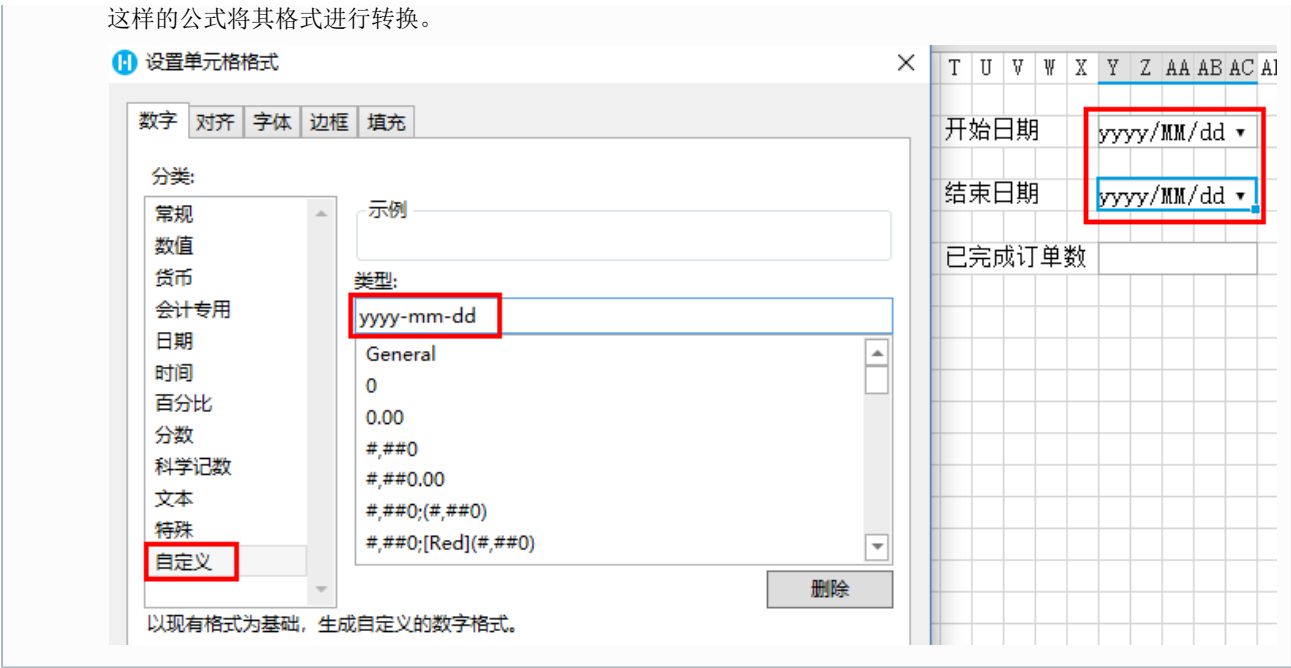 这样的公式将其格式进行转换。
设置单元格格式
数字 对齐 字体 边框 填充
分类:
常规
数值
货币
会计专用
日期
时间
百分比
分数
科学记数
文本
特殊
自定义
示例
类型:
yyyy-mm-dd
General
0
0.00
#,##0
#,##0.00
#,##0;(#,##0)
#,##0;[Red](#,##0)
删除
以现有格式为基础，生成自定义的数字格式。
T U V W X Y Z AA AB AC
开始日期 yyyy/MM/dd
结束日期 yyyy/MM/dd
已完成订单数